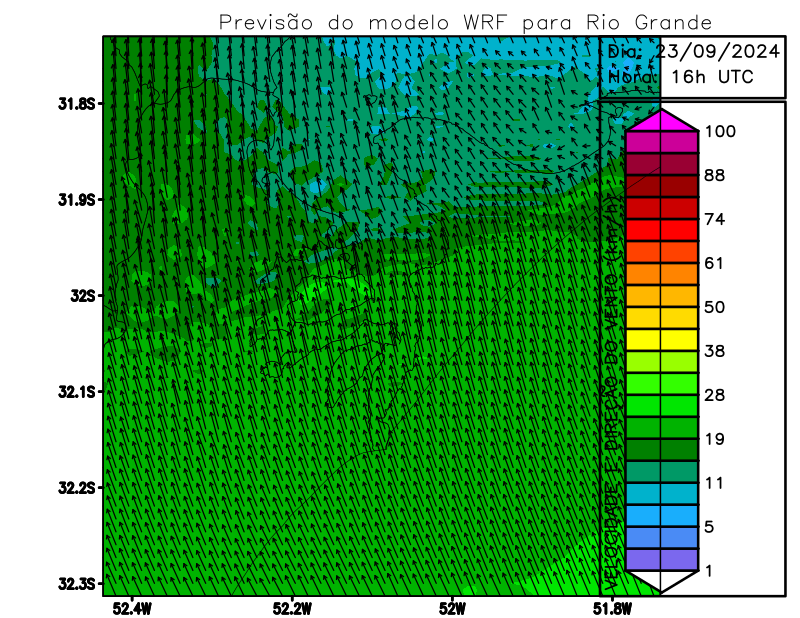 Previsão do modelo WRF para Rio Grande
Dia: 23/09/2024
Hora: 16h UTC
31.8S
31.9S
32S
32.1S
32.2S
32.3S
52.4W
52.2W
52W
51.8W
VELOCIDADE E DIREÇÃO DO VENTO (km/h)
100
88
74
61
50
38
28
19
11
5
1